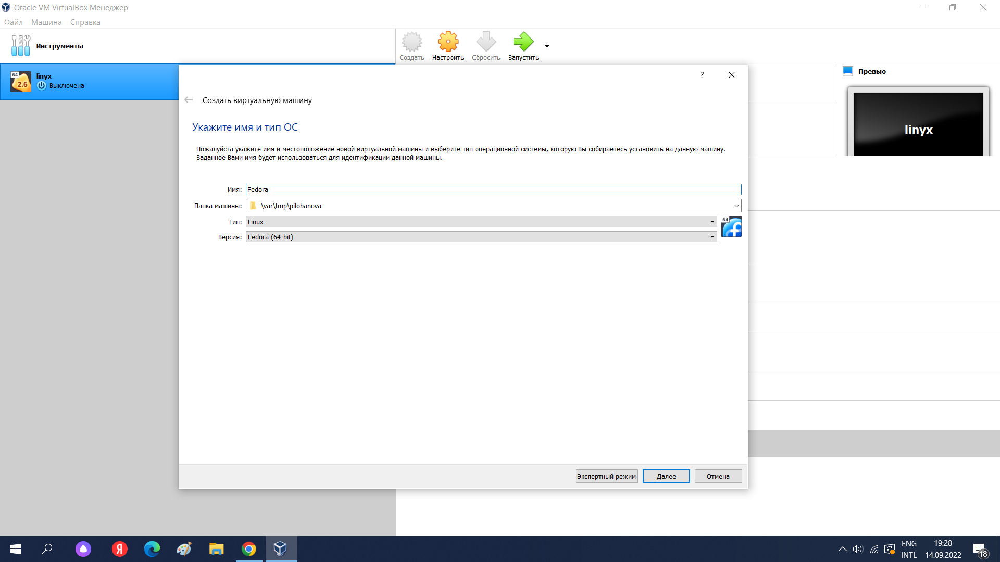 Oracle VM VirtualBox Менеджер
Файл Машина Справка
Инструменты
Создать Настроить Сбросить Запустить
64
2.6
linyx
Выключена
Превью
linyx
?
Создать виртуальную машину
Укажите имя и тип ОС
Пожалуйста укажите имя и местоположение новой виртуальной машины и выберите тип операционной системы, которую Вы собираетесь установить на данную машину.
Заданное Вами имя будет использоваться для идентификации данной машины.
Имя: Fedora
Папка машины: \var\tmp\pilobanova
Тип: Linux
64
Версия: Fedora (64-bit)
Экспертный режим Далее Отмена
Я
ENG
INTL
19:28
14.09.2022
18